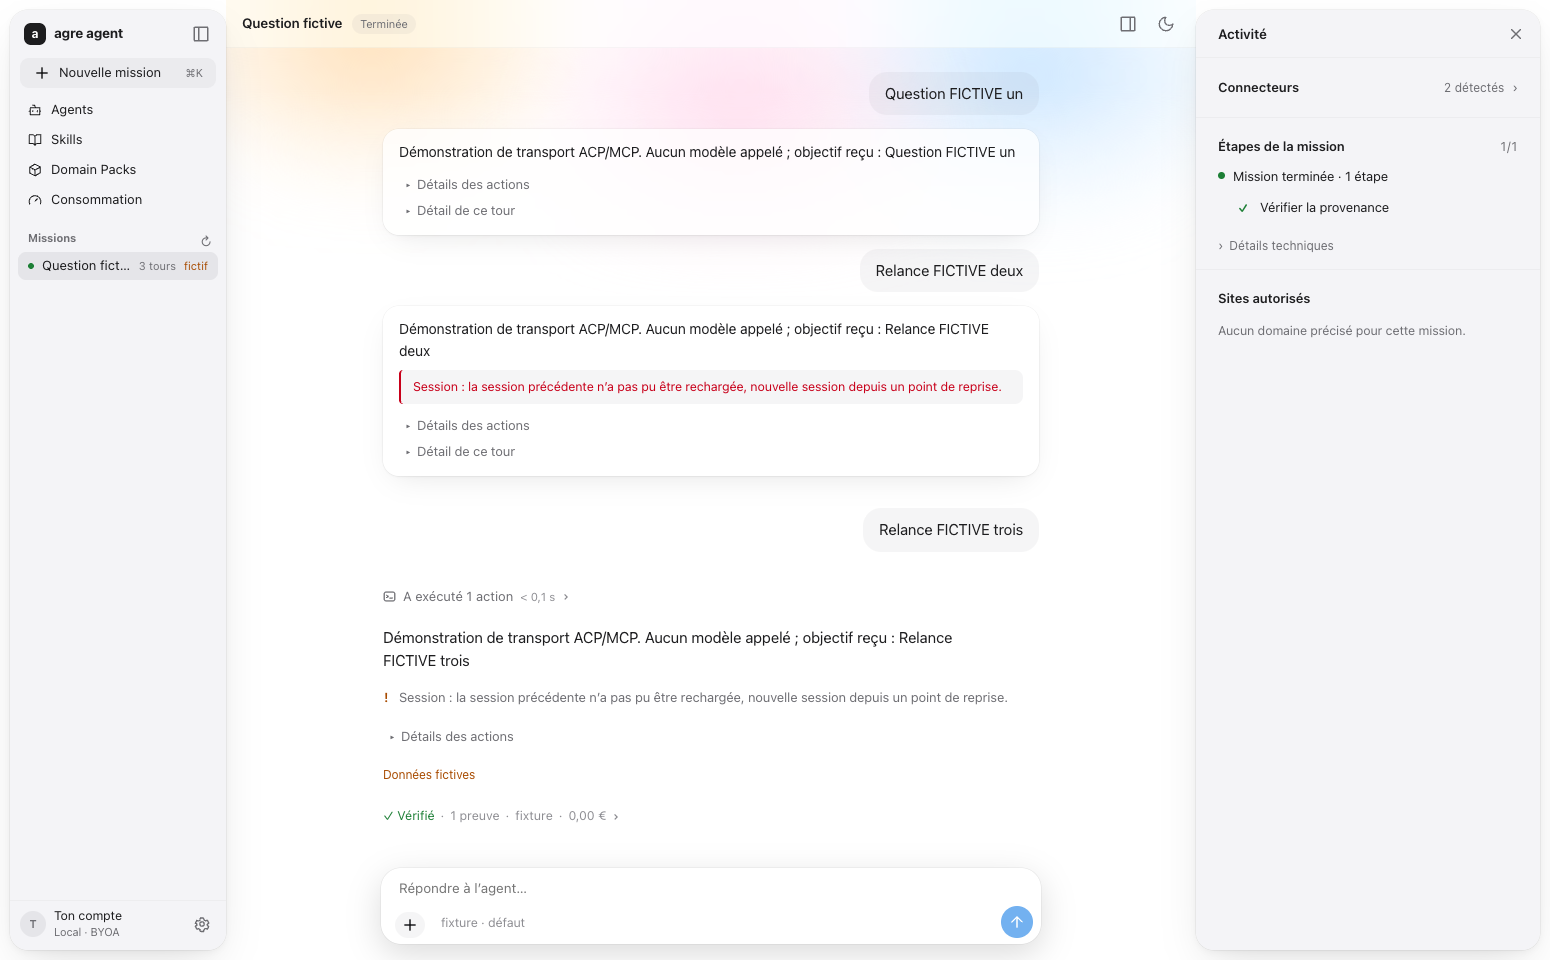 a agre agent
Nouvelle mission ⌘K
Agents
Skills
Domain Packs
Consommation
Missions
Question fict... 3 tours fictif
T Ton compte
Local · BYOA
Question fictive Terminée
Question FICTIVE un
Démonstration de transport ACP/MCP. Aucun modèle appelé ; objectif reçu : Question FICTIVE un
Détails des actions
Détail de ce tour
Relance FICTIVE deux
Démonstration de transport ACP/MCP. Aucun modèle appelé ; objectif reçu : Relance FICTIVE
deux
Session : la session précédente n'a pas pu être rechargée, nouvelle session depuis un point de reprise.
Détails des actions
Détail de ce tour
Relance FICTIVE trois
A exécuté 1 action < 0,1 s ›
Démonstration de transport ACP/MCP. Aucun modèle appelé ; objectif reçu : Relance
FICTIVE trois
! Session : la session précédente n'a pas pu être rechargée, nouvelle session depuis un point de reprise.
Détails des actions
Données fictives
✓ Vérifié · 1 preuve · fixture · 0,00 € ›
Répondre à l'agent...
fixture · défaut
Activité
Connecteurs 2 détectés ›
Étapes de la mission 1/1
Mission terminée · 1 étape
✓ Vérifier la provenance
› Détails techniques
Sites autorisés
Aucun domaine précisé pour cette mission.